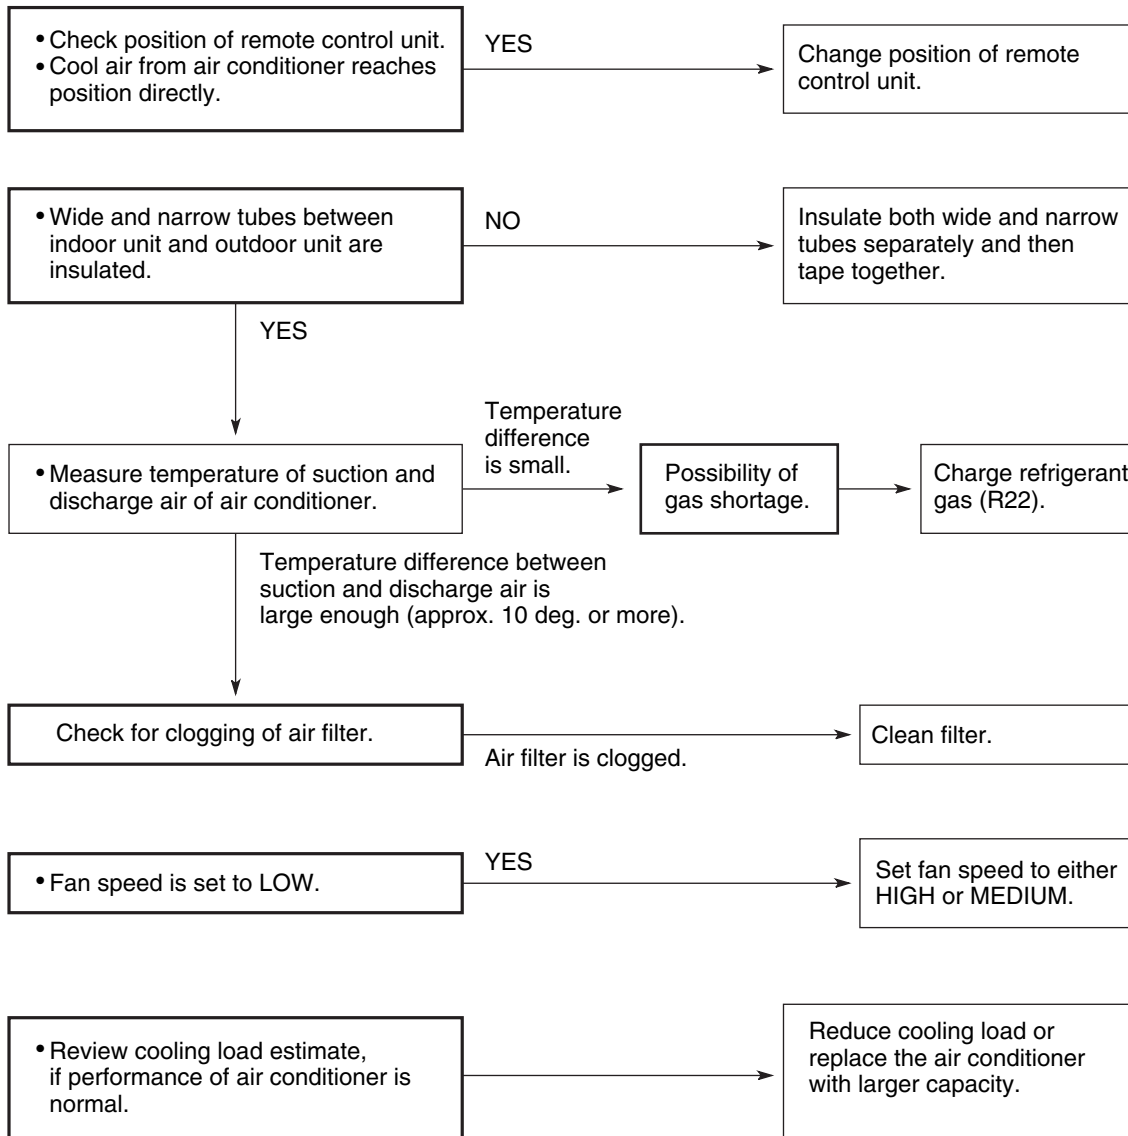 • Check position of remote control unit.
• Cool air from air conditioner reaches
position directly.
YES
Change position of remote
control unit.
• Wide and narrow tubes between
indoor unit and outdoor unit are
insulated.
NO
Insulate both wide and narrow
tubes separately and then
tape together.
YES
• Measure temperature of suction and
discharge air of air conditioner.
Temperature
difference
is small.
Possibility of
gas shortage.
Charge refrigerant
gas (R22).
Temperature difference between
suction and discharge air is
large enough (approx. 10 deg. or more).
Check for clogging of air filter.
Air filter is clogged.
Clean filter.
• Fan speed is set to LOW.
YES
Set fan speed to either
HIGH or MEDIUM.
• Review cooling load estimate,
if performance of air conditioner is
normal.
Reduce cooling load or
replace the air conditioner
with larger capacity.